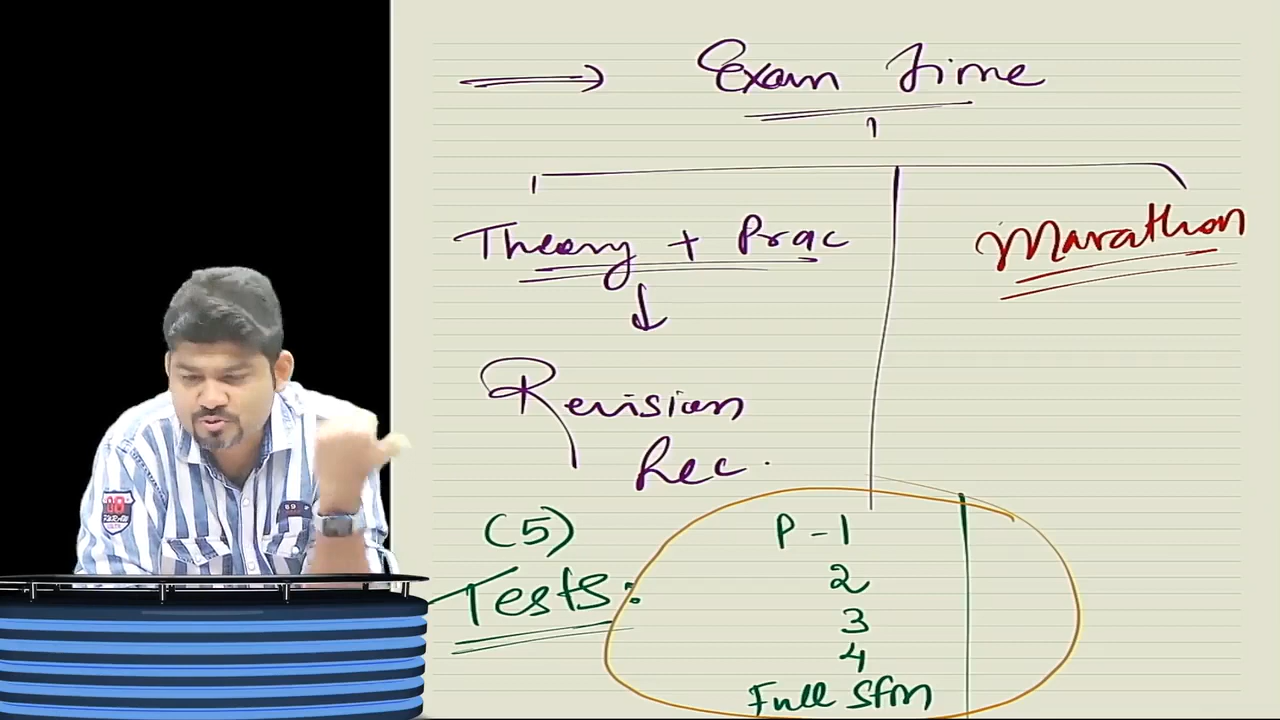 Exam Time
Theory + Prac
Marathon
Revision
Rec.
(5)
Tests:
P - 1
2
3
4
Full Sfm